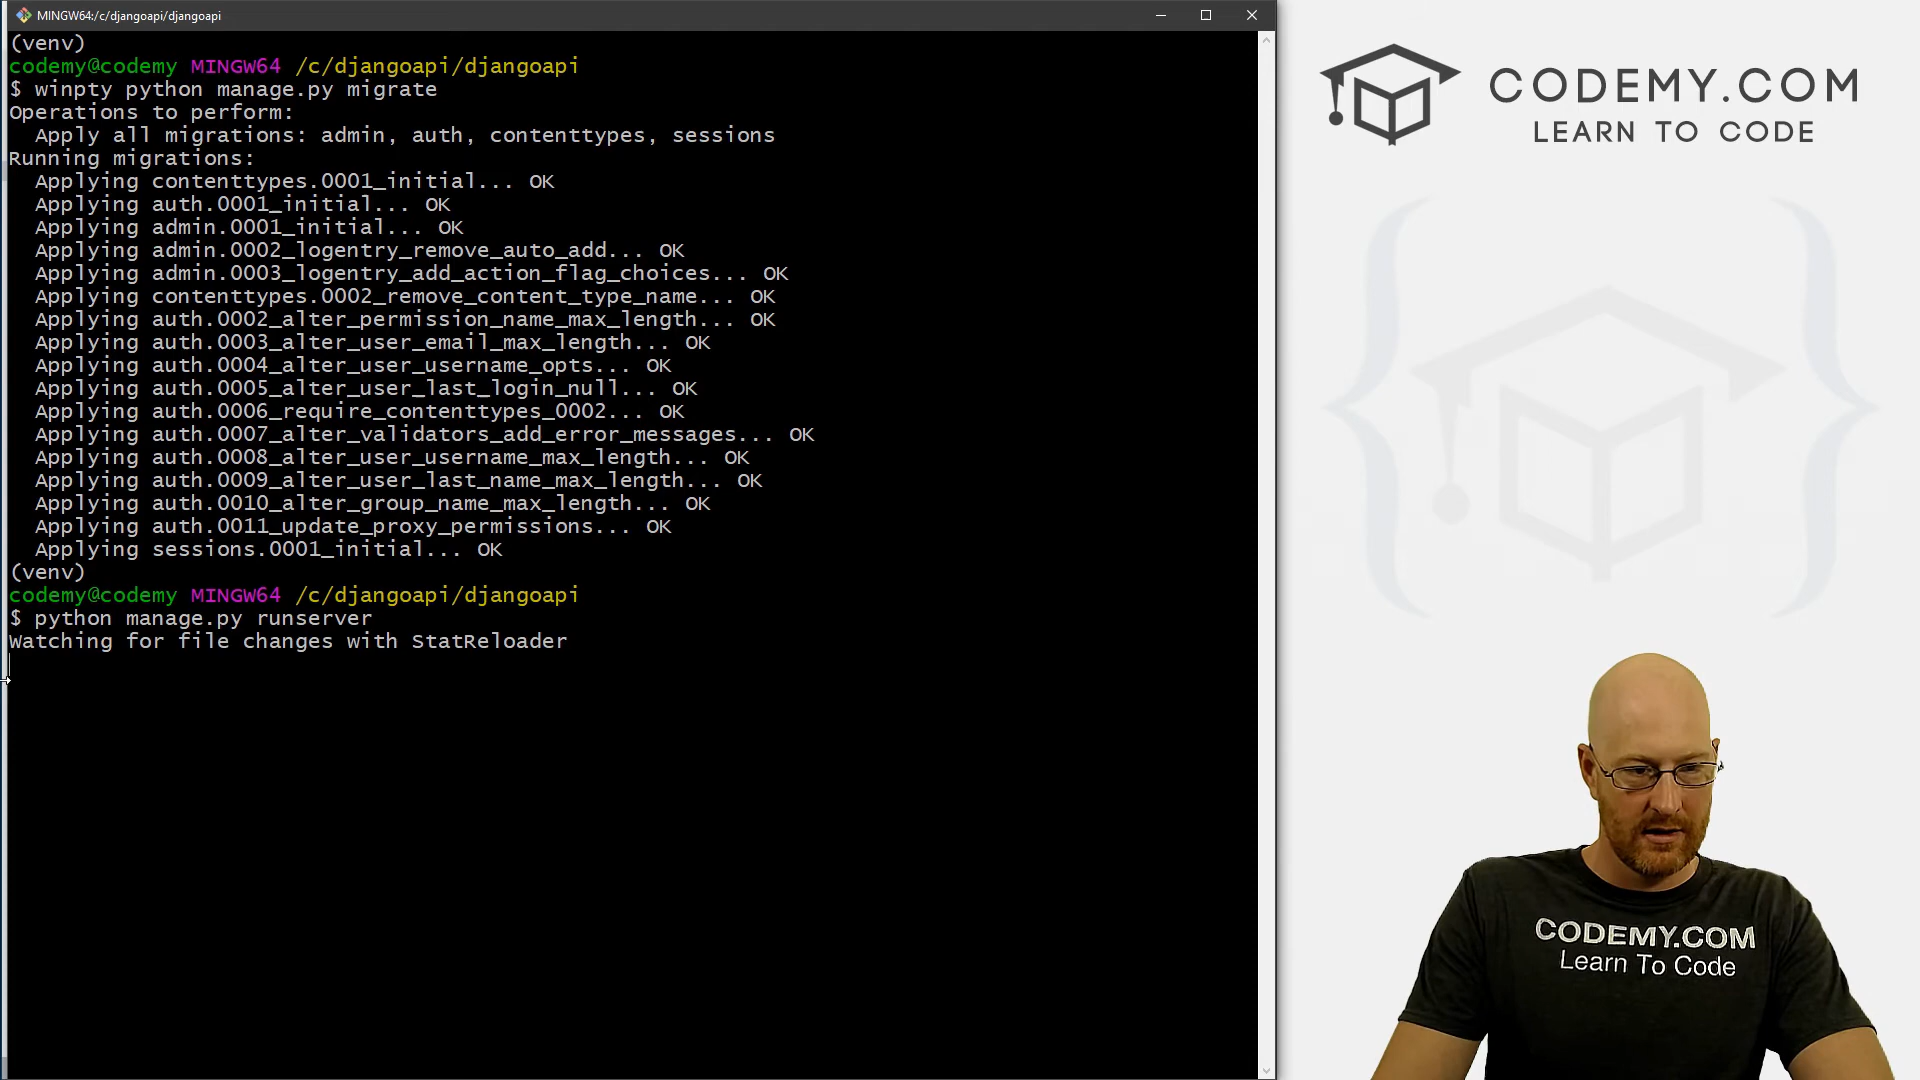 MINGW64:/c/djangoapi/djangoapi
(venv)
codemy@codemy MINGW64 /c/djangoapi/djangoapi
$ winpty python manage.py migrate
Operations to perform:
  Apply all migrations: admin, auth, contenttypes, sessions
Running migrations:
  Applying contenttypes.0001_initial... OK
  Applying auth.0001_initial... OK
  Applying admin.0001_initial... OK
  Applying admin.0002_logentry_remove_auto_add... OK
  Applying admin.0003_logentry_add_action_flag_choices... OK
  Applying contenttypes.0002_remove_content_type_name... OK
  Applying auth.0002_alter_permission_name_max_length... OK
  Applying auth.0003_alter_user_email_max_length... OK
  Applying auth.0004_alter_user_username_opts... OK
  Applying auth.0005_alter_user_last_login_null... OK
  Applying auth.0006_require_contenttypes_0002... OK
  Applying auth.0007_alter_validators_add_error_messages... OK
  Applying auth.0008_alter_user_username_max_length... OK
  Applying auth.0009_alter_user_last_name_max_length... OK
  Applying auth.0010_alter_group_name_max_length... OK
  Applying auth.0011_update_proxy_permissions... OK
  Applying sessions.0001_initial... OK
(venv)
codemy@codemy MINGW64 /c/djangoapi/djangoapi
$ python manage.py runserver
Watching for file changes with StatReloader
CODEMY.COM
LEARN TO CODE
CODEMY.COM
Learn To Code